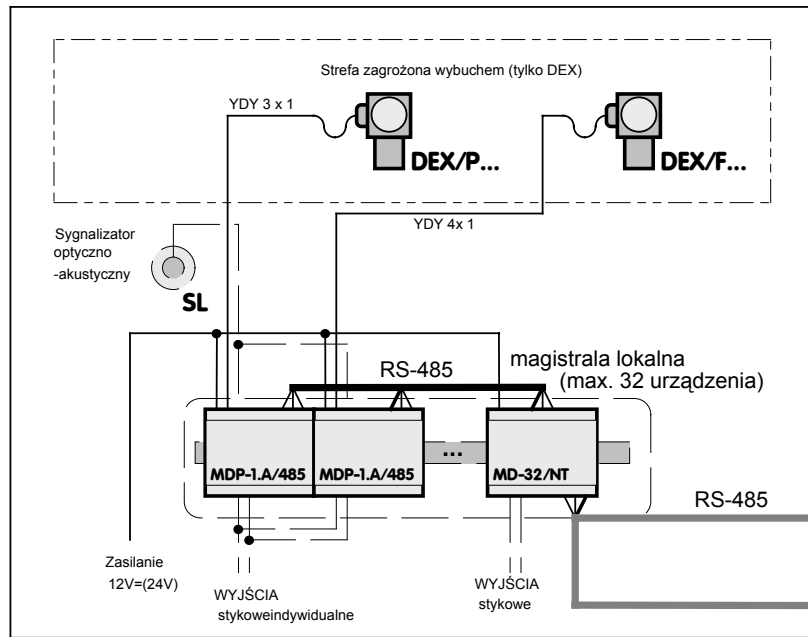 Strefa zagrożona wybuchem (tylko DEX)
YDY 3 x 1
DEX/P...
DEX/F...
YDY 4x 1
Sygnalizator
optyczno
-akustyczny
SL
RS-485
magistrala lokalna
(max. 32 urządzenia)
MDP-1.A/485
MDP-1.A/485
...
MD-32/NT
RS-485
Zasilanie
12V=(24V)
WYJŚCIA
stykoweindywidualne
WYJŚCIA
stykowe